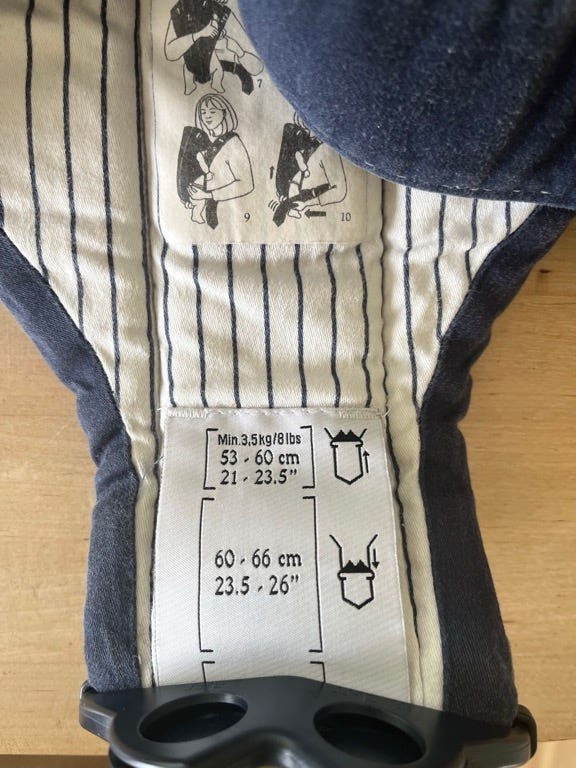 7
9
10
Min.3,5kg/8lbs
53 - 60 cm
21 - 23.5"
60 - 66 cm
23.5 - 26"